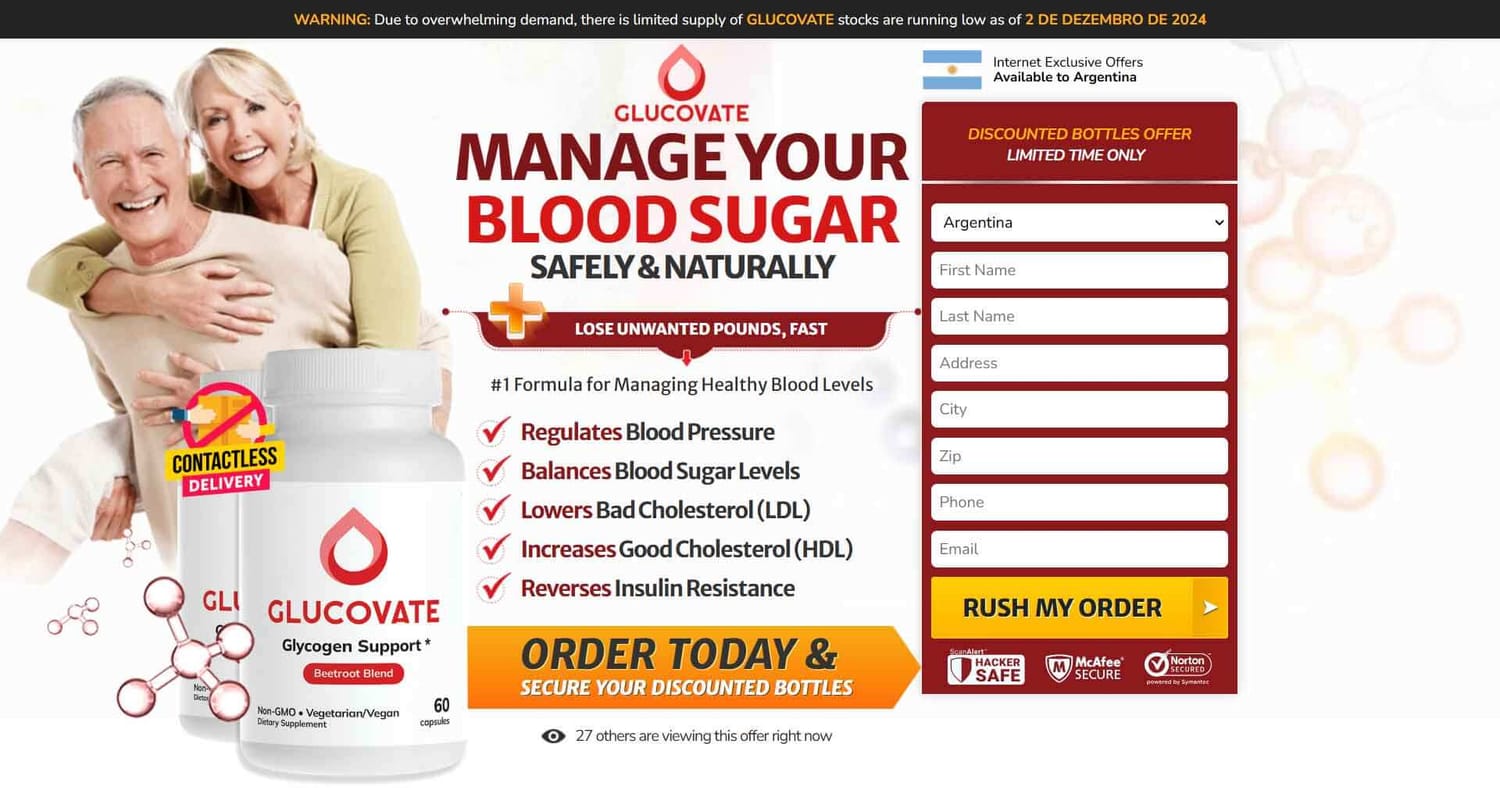 WARNING: Due to overwhelming demand, there is limited supply of GLUCOVATE stocks are running low as of 2 DE DEZEMBRO DE 2024
GLUCOVATE
MANAGE YOUR
BLOOD SUGAR
SAFELY & NATURALLY
LOSE UNWANTED POUNDS, FAST
#1 Formula for Managing Healthy Blood Levels
Regulates Blood Pressure
Balances Blood Sugar Levels
Lowers Bad Cholesterol (LDL)
Increases Good Cholesterol (HDL)
Reverses Insulin Resistance
ORDER TODAY &
SECURE YOUR DISCOUNTED BOTTLES
27 others are viewing this offer right now
CONTACTLESS
DELIVERY
GLU
Non-
GLUCOVATE
Glycogen Support *
Beetroot Blend
Non-GMO • Vegetarian/Vegan
Dietary Supplement
60
capsules
Internet Exclusive Offers
Available to Argentina
DISCOUNTED BOTTLES OFFER
LIMITED TIME ONLY
Argentina
First Name
Last Name
Address
City
Zip
Phone
Email
RUSH MY ORDER
ScanAlert
HACKER
SAFE
McAfee
SECURE
Norton
SECURED
powered by Symantec